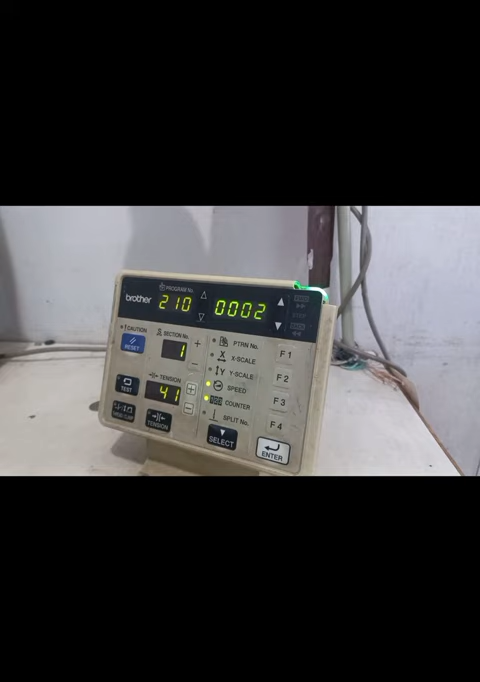 brother
PROGRAM No.
210
0002
CAUTION
RESET
SECTION No.
1
TENSION
41
TEST
TENSION
PTRN No.
X-SCALE
Y-SCALE
SPEED
COUNTER
SPLIT No.
SELECT
F1
F2
F3
F4
ENTER